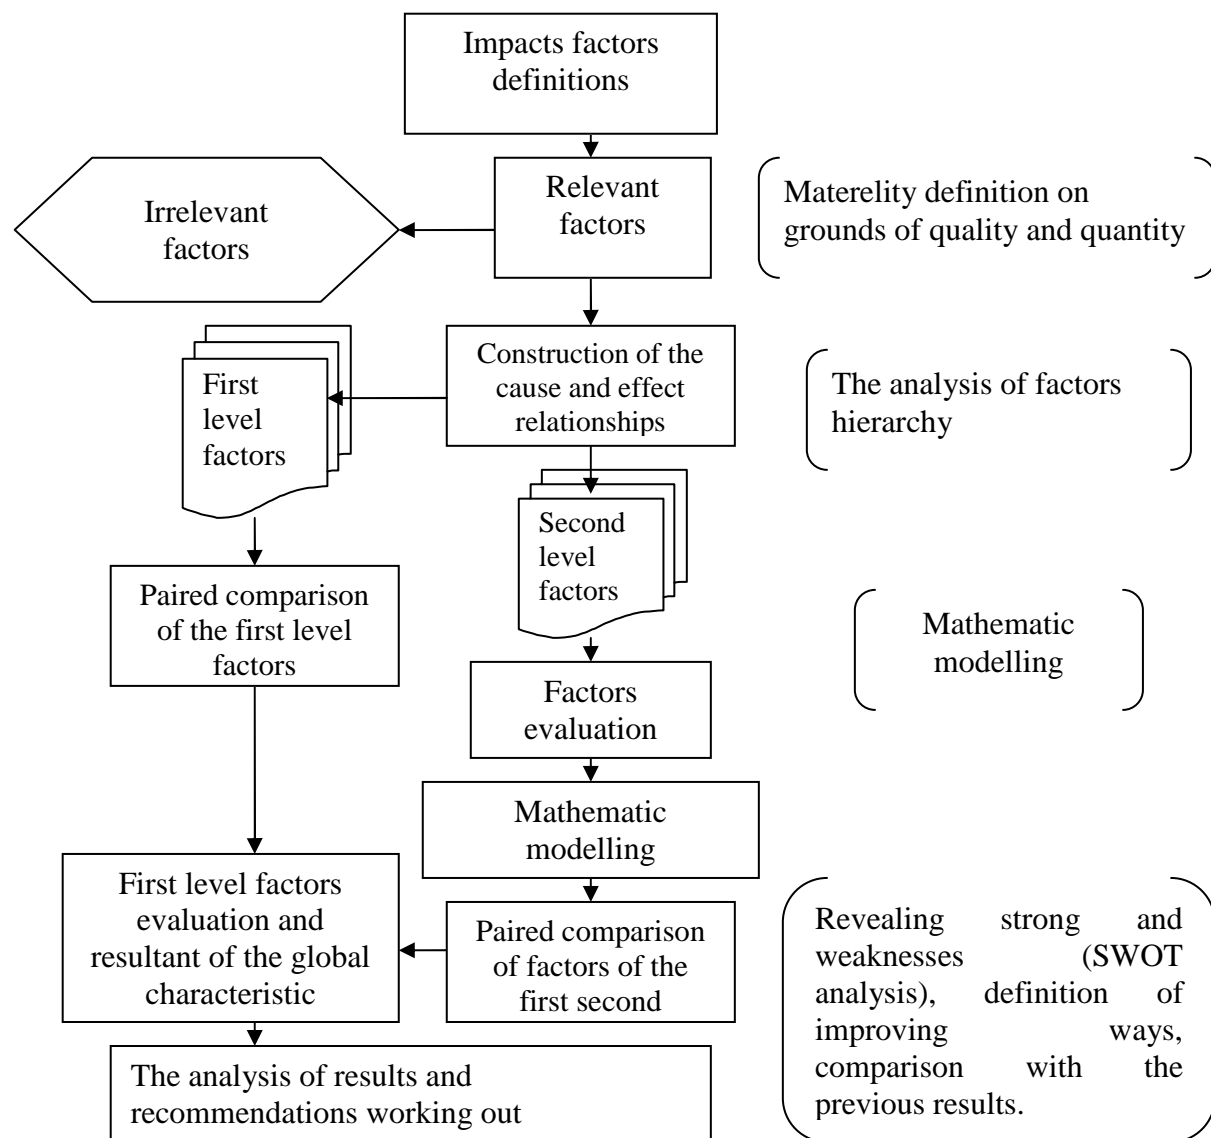 Impacts factors
definitions
Relevant
factors
Irrelevant
factors
Materelity definition on
grounds of quality and quantity
Construction of the
cause and effect
relationships
First
level
factors
The analysis of factors
hierarchy
Second
level
factors
Paired comparison
of the first level
factors
Mathematic
modelling
Factors
evaluation
Mathematic
modelling
First level factors
evaluation and
resultant of the global
characteristic
Paired comparison
of factors of the
first second
Revealing strong and
weaknesses (SWOT
analysis), definition of
improving ways,
comparison with the
previous results.
The analysis of results and
recommendations working out